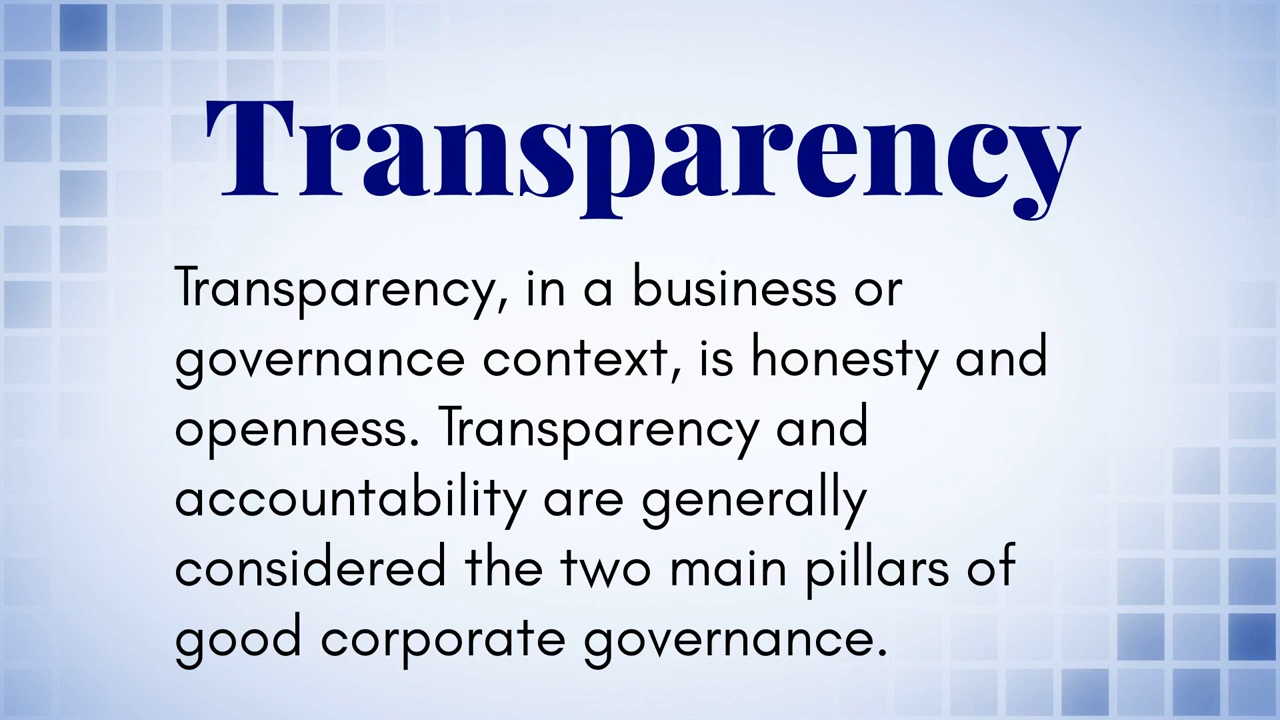 Transparency
Transparency, in a business or
governance context, is honesty and
openness. Transparency and
accountability are generally
considered the two main pillars of
good corporate governance.